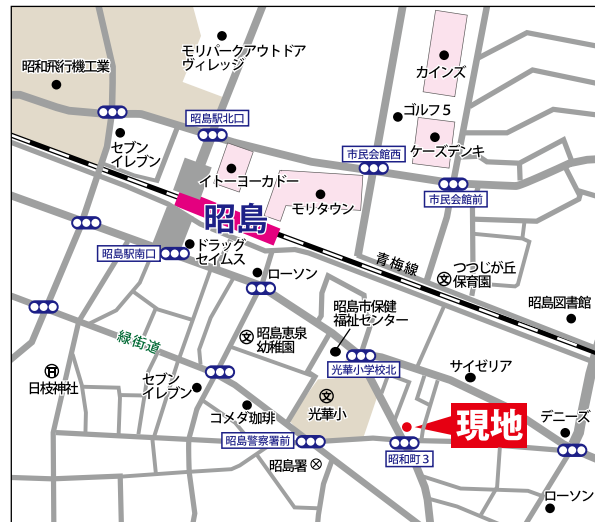 モリパークアウトドア
ヴィレッジ
昭和飛行機工業
カインズ
ゴルフ5
昭島駅北口
セブン
イレブン
ケーズデンキ
市民会館西
イトーヨーカドー
モリタウン
市民会館前
昭島
ドラッグ
セイムス
昭島駅南口
青梅線
つつじが丘
保育園
ローソン
昭島図書館
昭島市保健
福祉センター
緑街道
文
昭島恵泉
幼稚園
光華小学校北
サイゼリア
日枝神社
セブン
イレブン
コメダ珈琲
文
光華小
現地
デニーズ
昭島警察署前
昭和町3
昭島署
ローソン